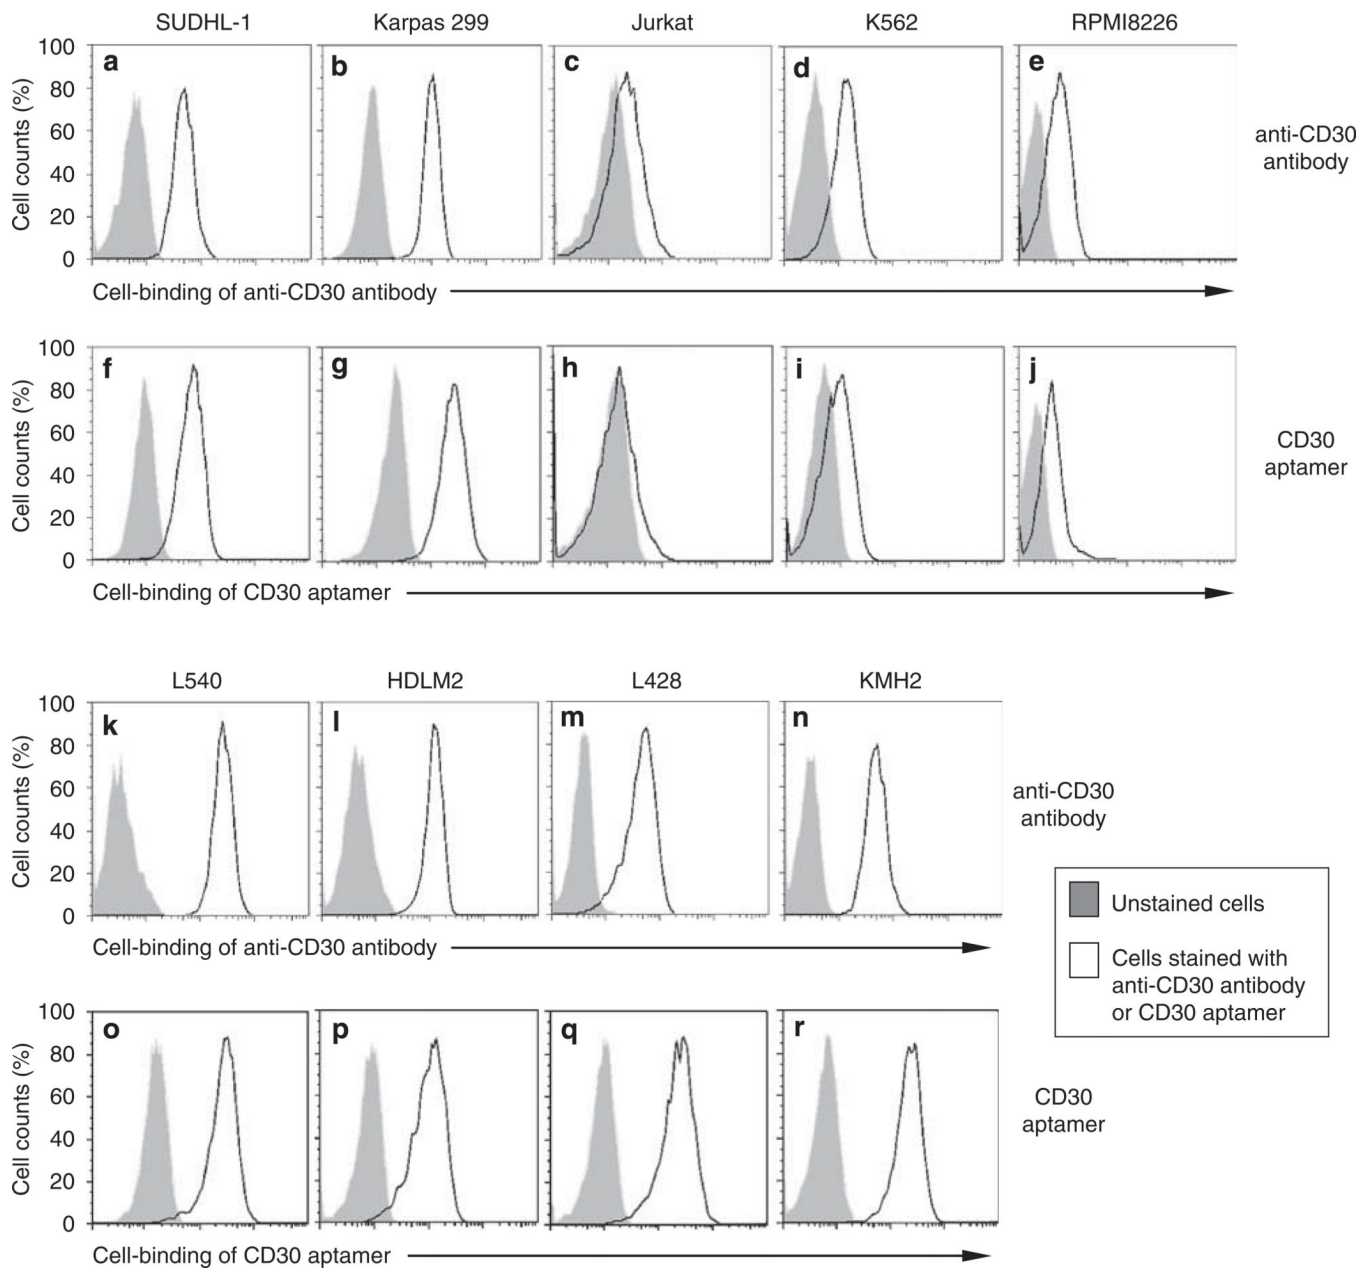 SUDHL-1 Karpas 299 Jurkat K562 RPMI8226
100
80
60
40
20
0
Cell counts (%)
a b c d e
anti-CD30
antibody
Cell-binding of anti-CD30 antibody
100
80
60
40
20
0
Cell counts (%)
f g h i j
CD30
aptamer
Cell-binding of CD30 aptamer
L540 HDLM2 L428 KMH2
100
80
60
40
20
0
Cell counts (%)
k l m n
anti-CD30
antibody
Cell-binding of anti-CD30 antibody
Unstained cells
Cells stained with
anti-CD30 antibody
or CD30 aptamer
100
80
60
40
20
0
Cell counts (%)
o p q r
CD30
aptamer
Cell-binding of CD30 aptamer